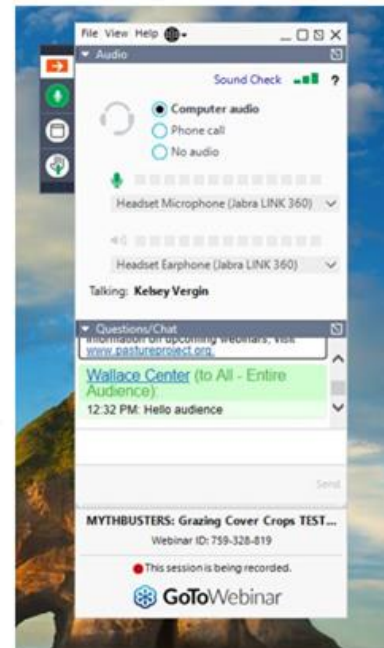 File View Help
Audio
Sound Check ?
Computer audio
Phone call
No audio
Headset Microphone (Jabra LINK 360)
Headset Earphone (Jabra LINK 360)
Talking: Kelsey Vergin
Questions/Chat
information on upcoming webinars, visit
www.pastureproject.org.
Wallace Center (to All - Entire
Audience):
12:32 PM: Hello audience
Send
MYTHBUSTERS: Grazing Cover Crops TEST...
Webinar ID: 759-328-819
This session is being recorded.
GoToWebinar